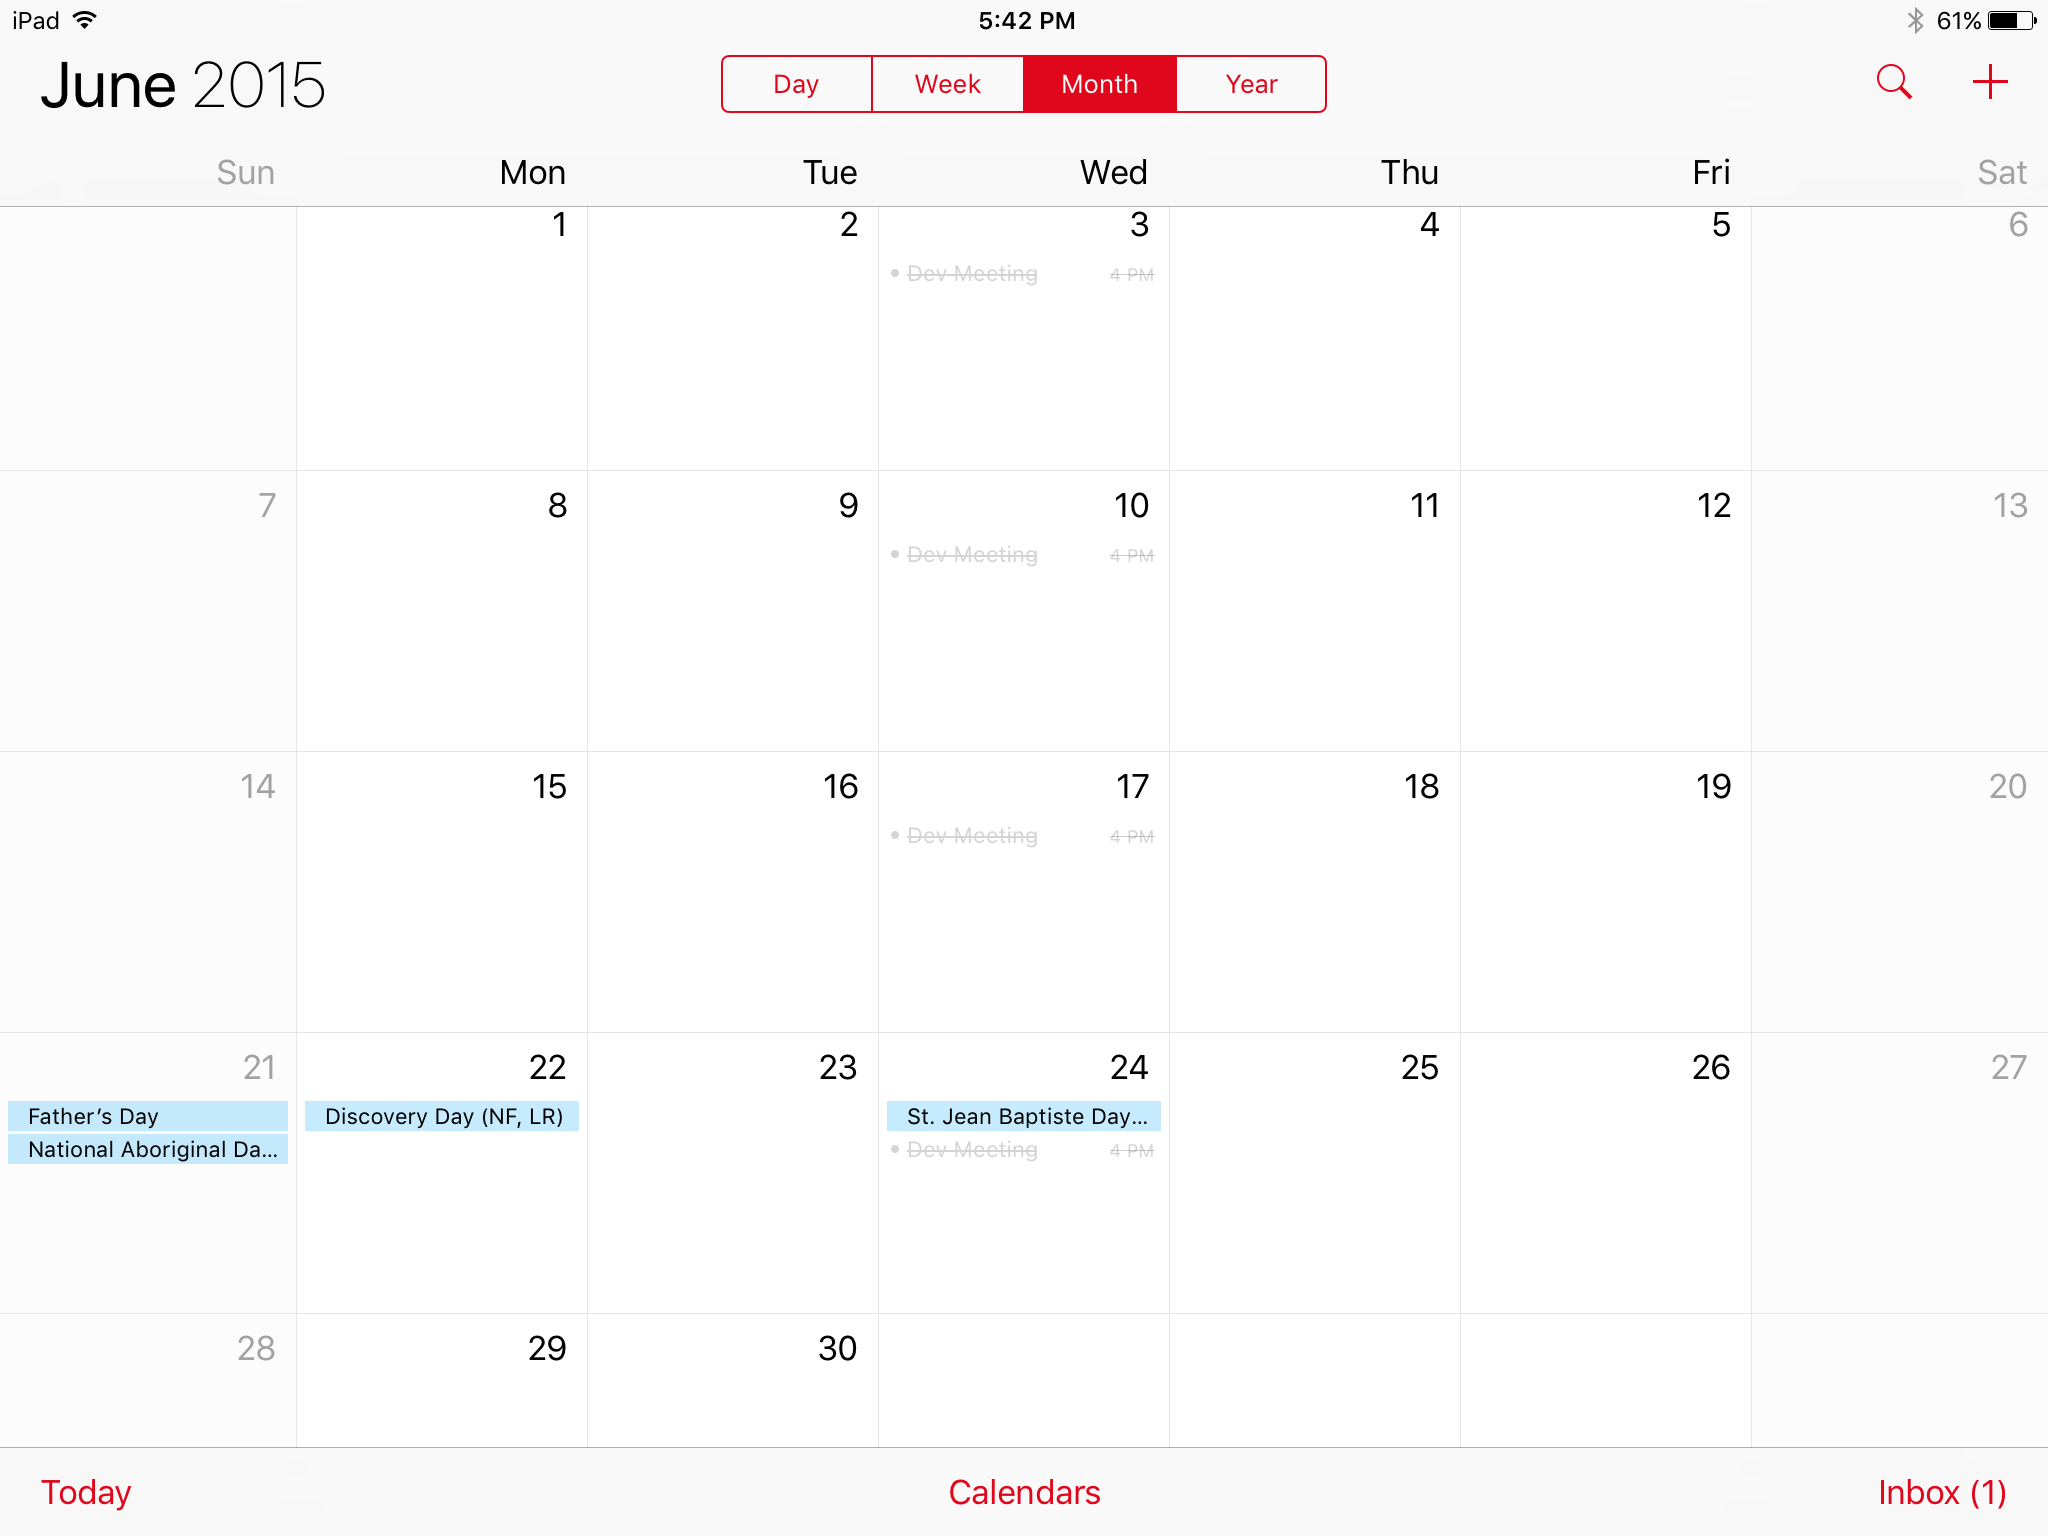 iPad 5:42 PM 61%
June 2015 Day Week Month Year
Sun Mon Tue Wed Thu Fri Sat
1 2 3 4 5 6
Dev Meeting 4 PM
7 8 9 10 11 12 13
Dev Meeting 4 PM
14 15 16 17 18 19 20
Dev Meeting 4 PM
21 22 23 24 25 26 27
Father’s Day Discovery Day (NF, LR) St. Jean Baptiste Day...
National Aboriginal Da... Dev Meeting 4 PM
28 29 30
Today Calendars Inbox (1)